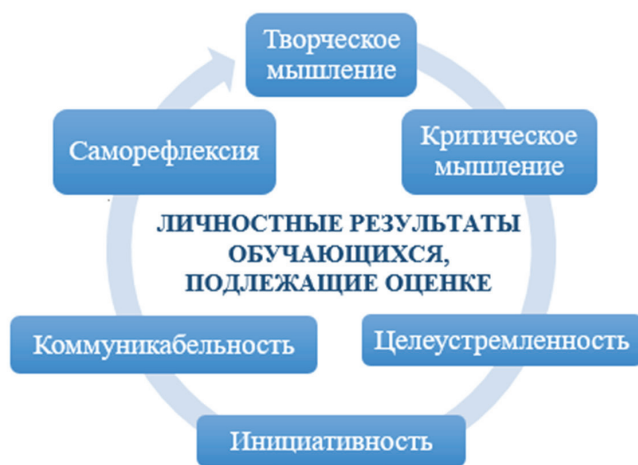 Творческое
мышление
Критическое
мышление
Саморефлексия
ЛИЧНОСТНЫЕ РЕЗУЛЬТАТЫ
ОБУЧАЮЩИХСЯ,
ПОДЛЕЖАЩИЕ ОЦЕНКЕ
Коммуникабельность
Целеустремленность
Инициативность